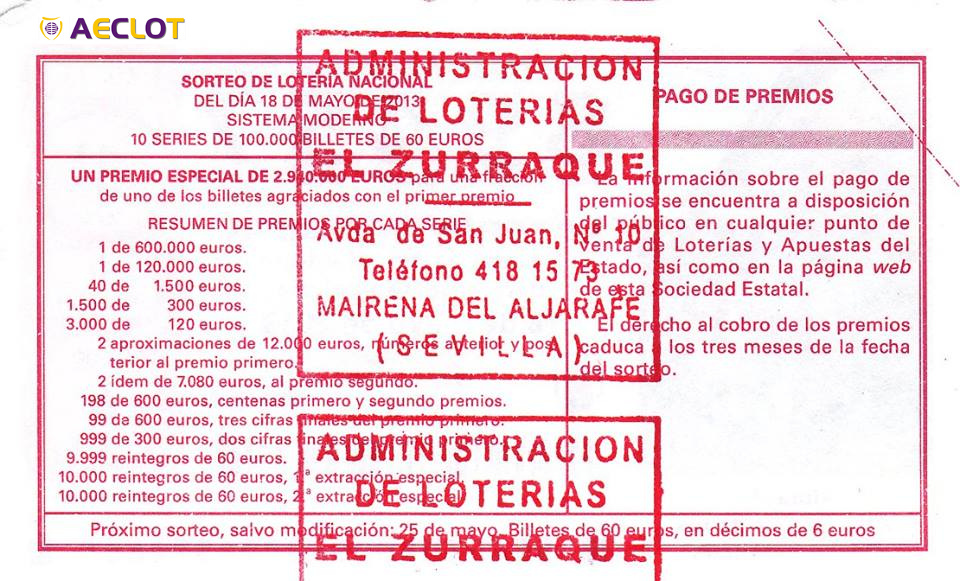 AECLOT
SORTEO DE LOTERÍA NACIONAL
DEL DÍA 18 DE MAYO DE 2013
SISTEMA MODERNO
10 SERIES DE 100.000 BILLETES DE 60 EUROS
UN PREMIO ESPECIAL DE 2.940.000 EUROS para una fracción
de uno de los billetes agraciados con el primer premio
RESUMEN DE PREMIOS POR CADA SERIE
1 de 600.000 euros.
1 de 120.000 euros.
40 de 1.500 euros.
1.500 de 300 euros.
3.000 de 120 euros.
2 aproximaciones de 12.000 euros, números anterior y pos
terior al premio primero.
2 ídem de 7.080 euros, al premio segundo.
198 de 600 euros, centenas primero y segundo premios.
99 de 600 euros, tres cifras finales del premio primero.
999 de 300 euros, dos cifras finales del premio primero.
9.999 reintegros de 60 euros.
10.000 reintegros de 60 euros, 1.ª extracción especial
10.000 reintegros de 60 euros, 2.ª extracción especial
PAGO DE PREMIOS
La información sobre el pago de
premios se encuentra a disposición
del público en cualquier punto de
venta de Loterías y Apuestas del
Estado, así como en la página web
de esta Sociedad Estatal.
El derecho al cobro de los premios
caduca a los tres meses de la fecha
del sorteo.
Próximo sorteo, salvo modificación: 25 de mayo. Billetes de 60 euros, en décimos de 6 euros
ADMINISTRACION
DE LOTERIAS
EL ZURRAQUE
Avda de San Juan, Nº 10
Teléfono 418 15 73
MAIRENA DEL ALJARAFE
(SEVILLA)
ADMINISTRACION
DE LOTERIAS
EL ZURRAQUE